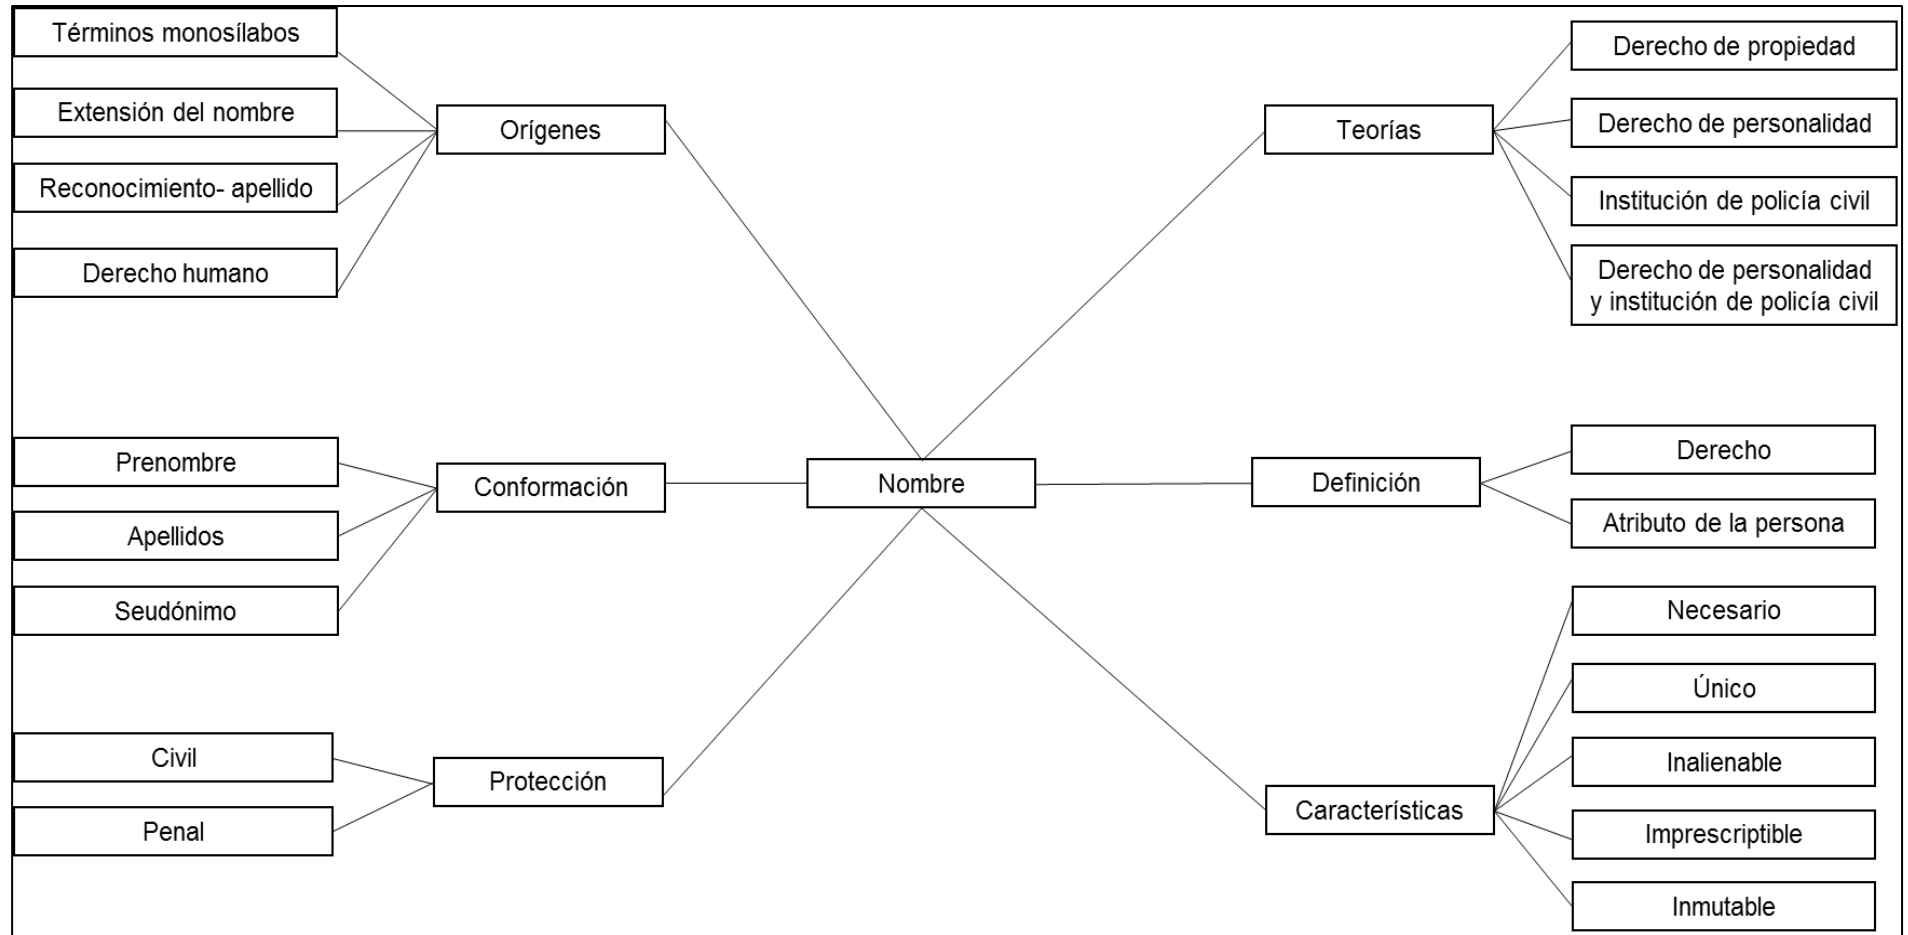 Términos monosílabos
Extensión del nombre
Reconocimiento- apellido
Derecho humano
Orígenes
Prenombre
Apellidos
Seudónimo
Conformación
Civil
Penal
Protección
Nombre
Teorías
Derecho de propiedad
Derecho de personalidad
Institución de policía civil
Derecho de personalidad
y institución de policía civil
Definición
Derecho
Atributo de la persona
Característícas
Necesario
Único
Inalienable
Imprescriptible
Inmutable